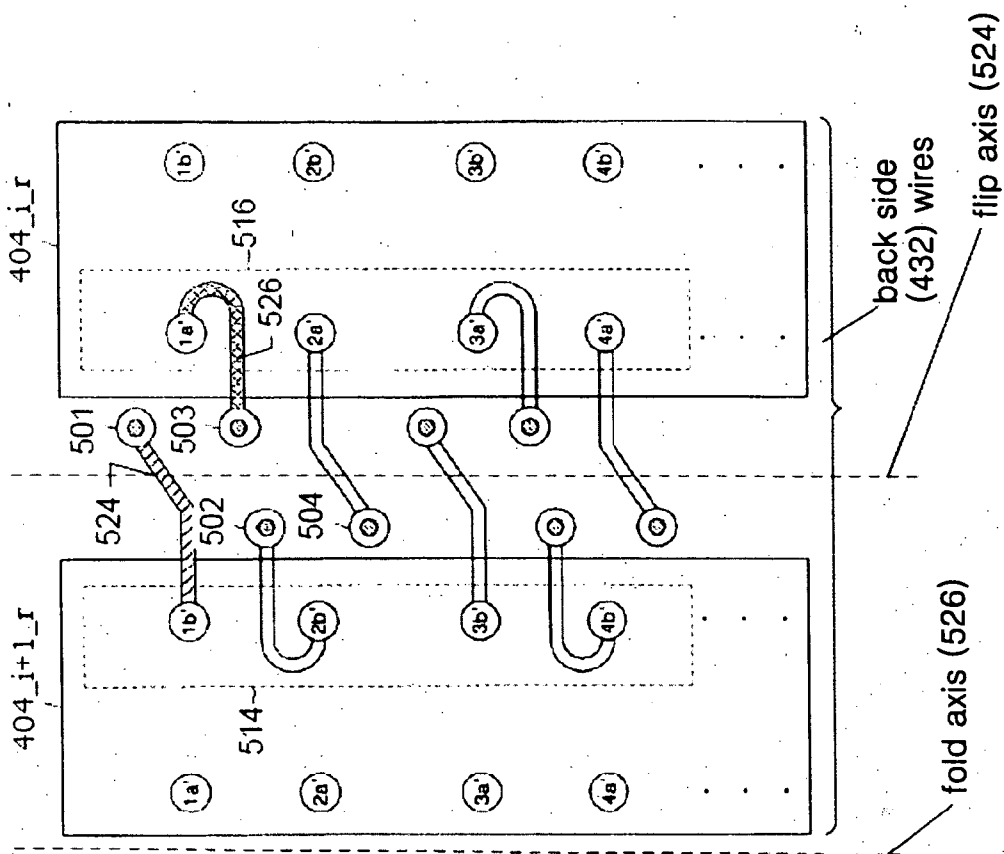 404_i+1_r
404_i_r
501
524
1b'
1a'
1b'
516
1a'
503
502
526
2a'
2b'
2a'
2b'
504
514
3a'
3b'
3a'
3b'
4a'
4b'
4a'
4b'
back side
(432) wires
fold axis (526)
flip axis (524)